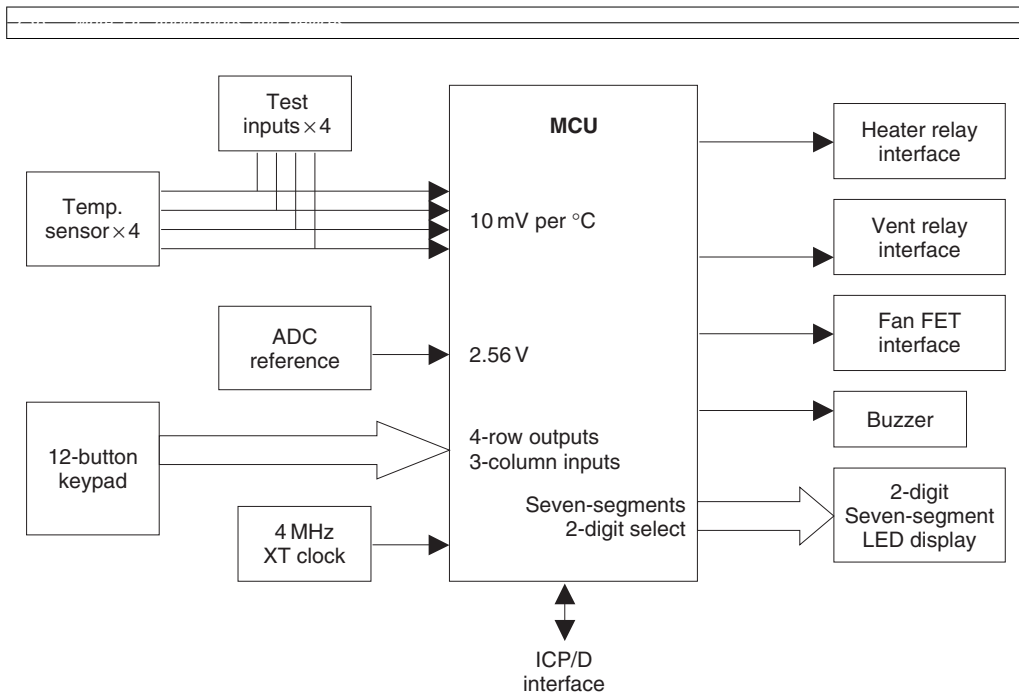 Test
inputs × 4
MCU
Heater relay
interface
Temp.
sensor × 4
10 mV per °C
Vent relay
interface
ADC
reference
2.56 V
Fan FET
interface
Buzzer
12-button
keypad
4-row outputs
3-column inputs
Seven-segments
2-digit select
2-digit
Seven-segment
LED display
4 MHz
XT clock
ICP/D
interface